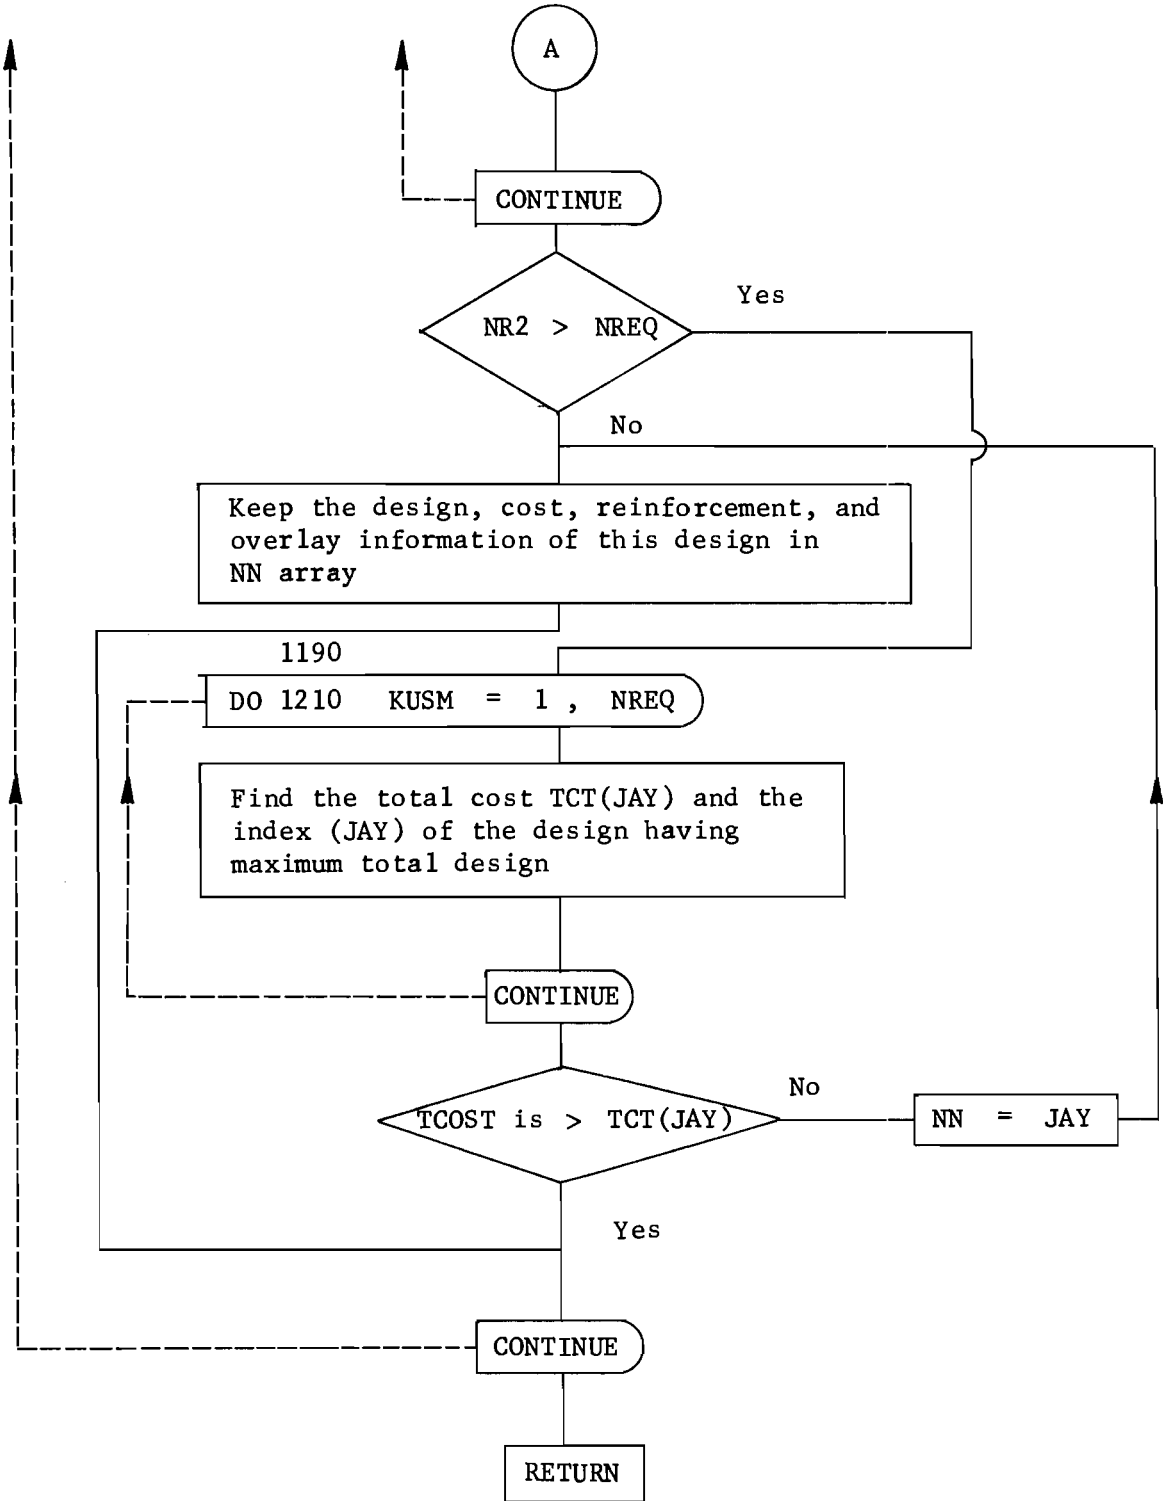 A
CONTINUE
Yes
NR2 > NREQ
No
Keep the design, cost, reinforcement, and
overlay information of this design in
NN array
1190
DO 1210 KUSM = 1 , NREQ
Find the total cost TCT(JAY) and the
index (JAY) of the design having
maximum total design
CONTINUE
No
TCOST is > TCT(JAY)
NN = JAY
Yes
CONTINUE
RETURN